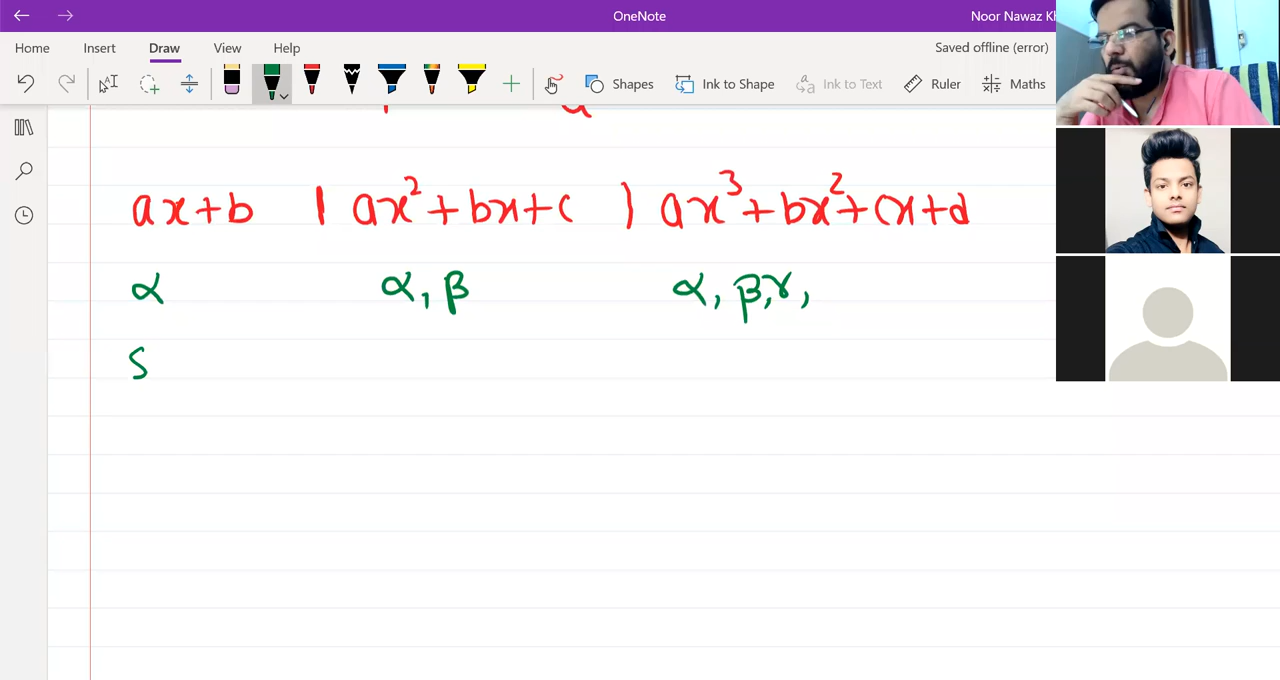 OneNote
Noor Nawaz
Home Insert Draw View Help
Saved offline (error)
Shapes Ink to Shape Ink to Text Ruler Maths
ax+b | ax²+bx+c | ax³+bx²+cx+d
α α, β α, β, γ,
S